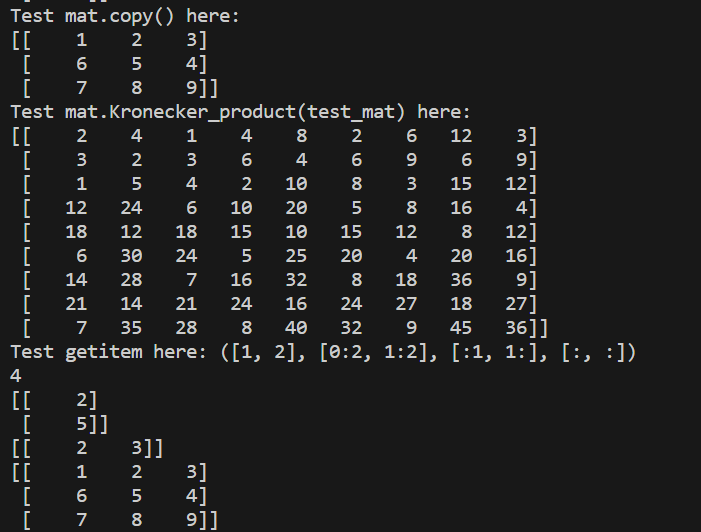 Test mat.copy() here:
[[    1    2    3]
 [    6    5    4]
 [    7    8    9]]
Test mat.Kronecker_product(test_mat) here:
[[    2    4    1    4    8    2    6   12    3]
 [    3    2    3    6    4    6    9    6    9]
 [    1    5    4    2   10    8    3   15   12]
 [   12   24    6   10   20    5    8   16    4]
 [   18   12   18   15   10   15   12    8   12]
 [    6   30   24    5   25   20    4   20   16]
 [   14   28    7   16   32    8   18   36    9]
 [   21   14   21   24   16   24   27   18   27]
 [    7   35   28    8   40   32    9   45   36]]
Test getitem here: ([1, 2], [0:2, 1:2], [:1, 1:], [:, :])
4
[[    2]
 [    5]]
[[    2    3]]
[[    1    2    3]
 [    6    5    4]
 [    7    8    9]]